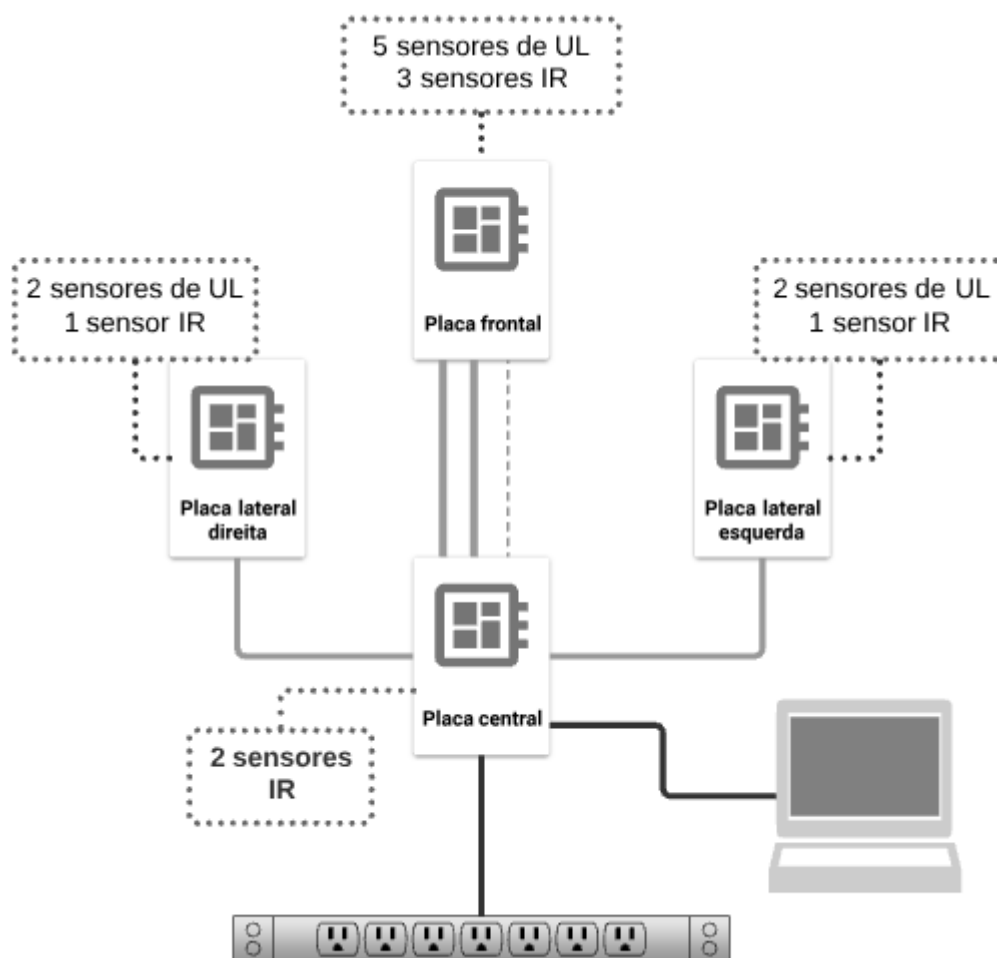 5 sensores de UL
3 sensores IR
Placa frontal
2 sensores de UL
1 sensor IR
2 sensores de UL
1 sensor IR
Placa lateral
direita
Placa lateral
esquerda
Placa central
2 sensores
IR